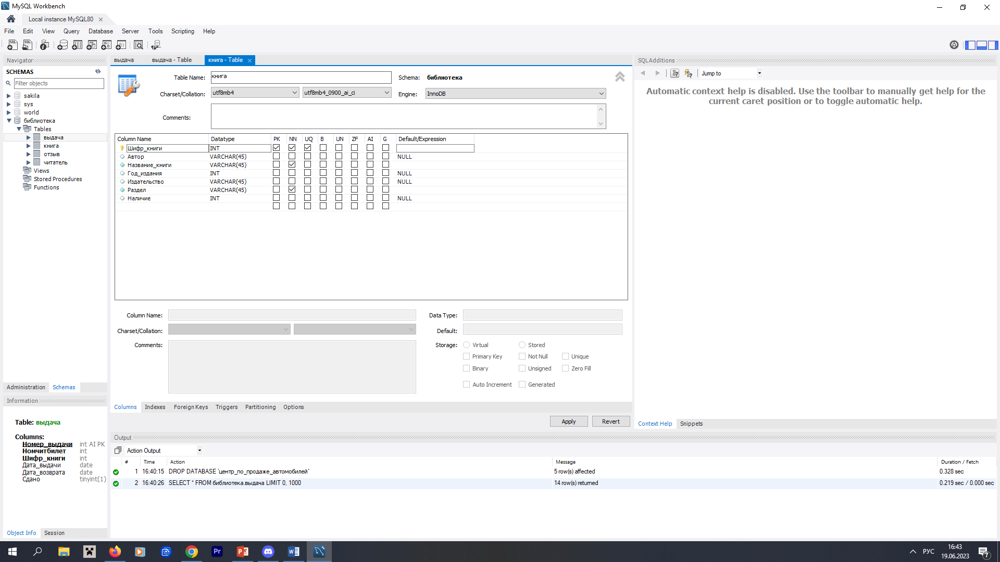 MySQL Workbench
Local instance MySQL80
File Edit View Query Database Server Tools Scripting Help
Navigator
SCHEMAS
Filter objects
sakila
sys
world
библиотека
Tables
выдача
книга
отзыв
читатель
Views
Stored Procedures
Functions
Administration Schemas
Information
Table: выдача
Columns:
Номер_выдачи int AI PK
Номчитбилет int
Шифр_книги int
Дата_выдачи date
Дата_возврата date
Сдано tinyint(1)
Object Info Session
выдача выдача - Table книга - Table
Table Name: книга Schema: библиотека
Charset/Collation: utf8mb4 utf8mb4_0900_ai_ci Engine: InnoDB
Comments:
Column Name Datatype PK NN UQ B UN ZF AI G Default/Expression
Шифр_книги INT
Автор VARCHAR(45) NULL
Название_книги VARCHAR(45)
Год_издания INT NULL
Издательство VARCHAR(45) NULL
Раздел VARCHAR(45)
Наличие INT NULL
Column Name: Data Type:
Charset/Collation: Default:
Comments: Storage: Virtual Stored
Primary Key Not Null Unique
Binary Unsigned Zero Fill
Auto Increment Generated
Columns Indexes Foreign Keys Triggers Partitioning Options
Apply Revert
Output
Action Output
# Time Action Message Duration / Fetch
1 16:40:15 DROP DATABASE `центр_по_продаже_автомобилей` 5 row(s) affected 0.328 sec
2 16:40:26 SELECT * FROM библиотека.выдача LIMIT 0, 1000 14 row(s) returned 0.219 sec / 0.000 sec
SQLAdditions
Jump to
Automatic context help is disabled. Use the toolbar to manually get help for the
current caret position or to toggle automatic help.
Context Help Snippets
Pr
РУС
16:43
19.06.2023
7